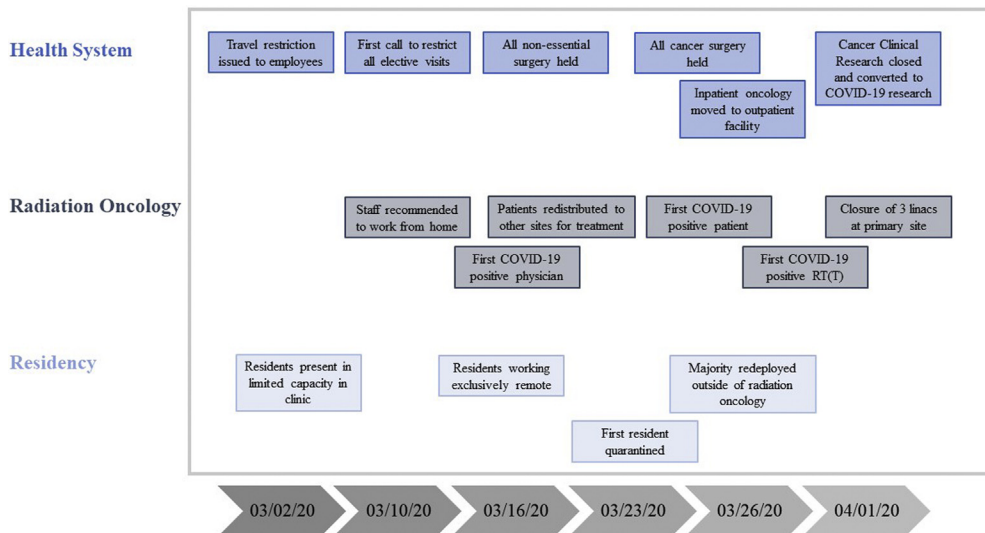 Health System
Travel restriction
issued to employees
First call to restrict
all elective visits
All non-essential
surgery held
All cancer surgery
held
Inpatient oncology
moved to outpatient
facility
Cancer Clinical
Research closed
and converted to
COVID-19 research
Radiation Oncology
Staff recommended
to work from home
First COVID-19
positive physician
Patients redistributed to
other sites for treatment
First COVID-19
positive patient
First COVID-19
positive RT(T)
Closure of 3 linacs
at primary site
Residency
Residents present in
limited capacity in
clinic
Residents working
exclusively remote
First resident
quarantined
Majority redeployed
outside of radiation
oncology
03/02/20
03/10/20
03/16/20
03/23/20
03/26/20
04/01/20